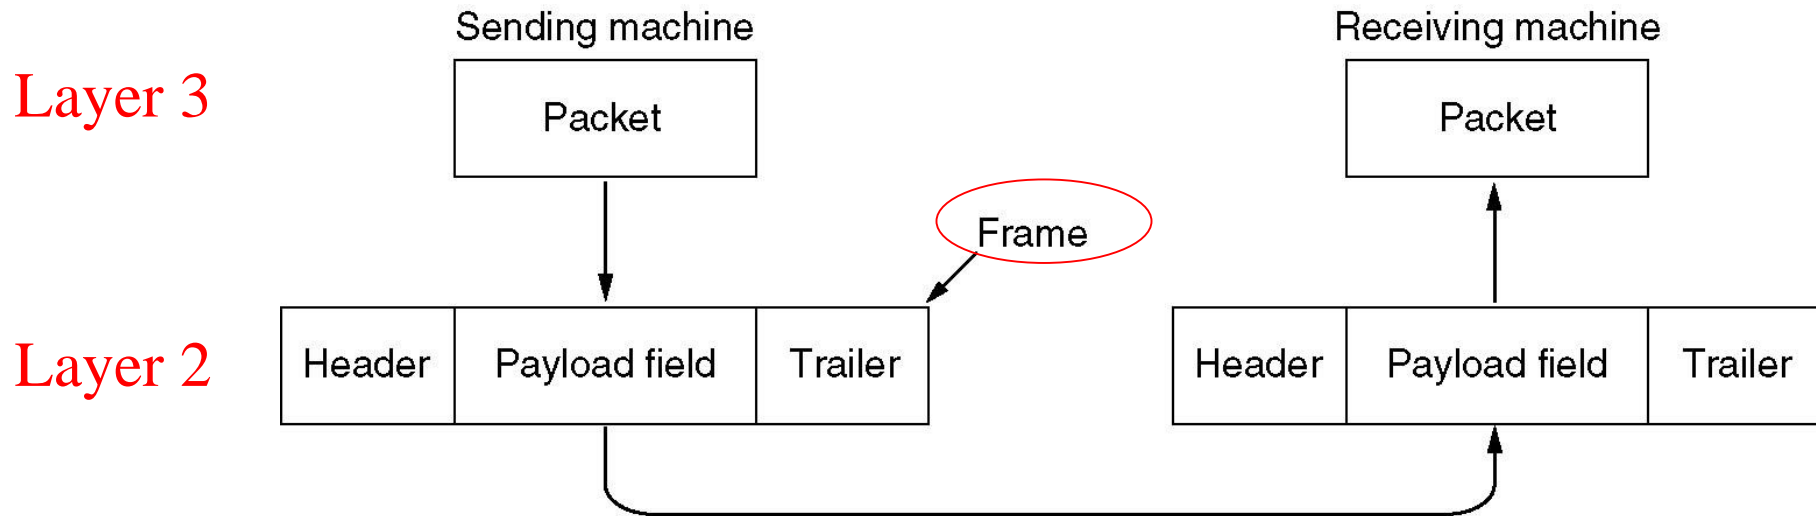 Sending machine
Receiving machine
Layer 3
Packet
Packet
Frame
Layer 2
Header
Payload field
Trailer
Header
Payload field
Trailer